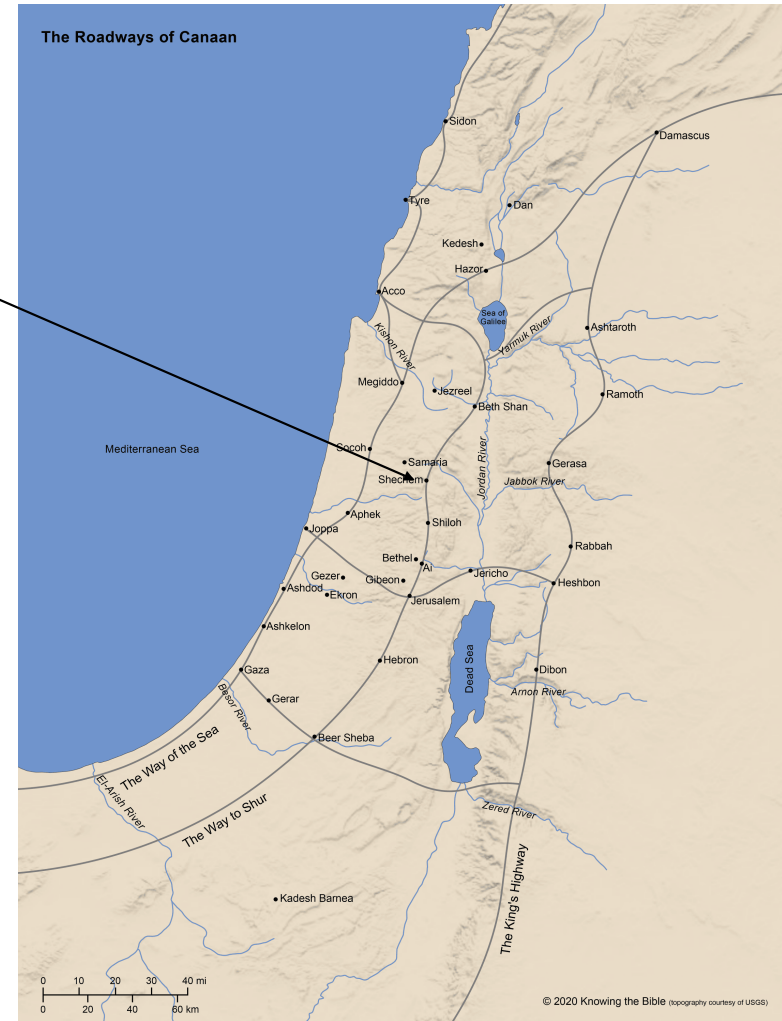 The Roadways of Canaan
Sidon
Damascus
Tyre
Dan
Kedesh
Hazor
Acco
Sea of
Galilee
Kishon River
Yarmuk River
Ashtaroth
Megiddo
Jezreel
Ramoth
Beth Shan
Mediterranean Sea
Socoh
Samaria
Jordan River
Gerasa
Shechem
Jabbok River
Aphek
Joppa
Shiloh
Rabbah
Bethel
Ai
Gezer
Gibeon
Jericho
Heshbon
Ashdod
Ekron
Jerusalem
Ashkelon
Hebron
Dead Sea
Gaza
Dibon
Arnon River
Gerar
Besor River
Beer Sheba
The Way of the Sea
El-Arish River
The Way to Shur
Zered River
The King's Highway
Kadesh Barnea
0 10 20 30 40 mi
0 20 40 60 km
© 2020 Knowing the Bible (topography courtesy of USGS)